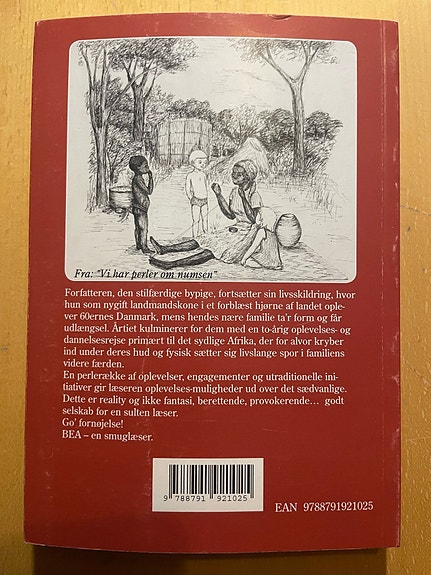 Fra: "Vi har perler om numsen"
Forfatteren, den stilfærdige bypige, fortsætter sin livsskildring, hvor
hun som nygift landmandskone i et forblæst hjørne af landet ople-
ver 60ernes Danmark, mens hendes nære familie ta'r form og får
udlængsel. Årtiet kulminerer for dem med en to-årig oplevelses- og
dannelsesrejse primært til det sydlige Afrika, der for alvor kryber
ind under deres hud og fysisk sætter sig livslange spor i familiens
videre færden.
En perlerække af oplevelser, engagementer og utraditionelle ini-
tiativer gir læseren oplevelses-muligheder ud over det sædvanlige.
Dette er reality og ikke fantasi, berettende, provokerende... godt
selskab for en sulten læser.
Go' fornøjelse!
BEA – en smuglæser.
9 788791 921025
EAN 9788791921025